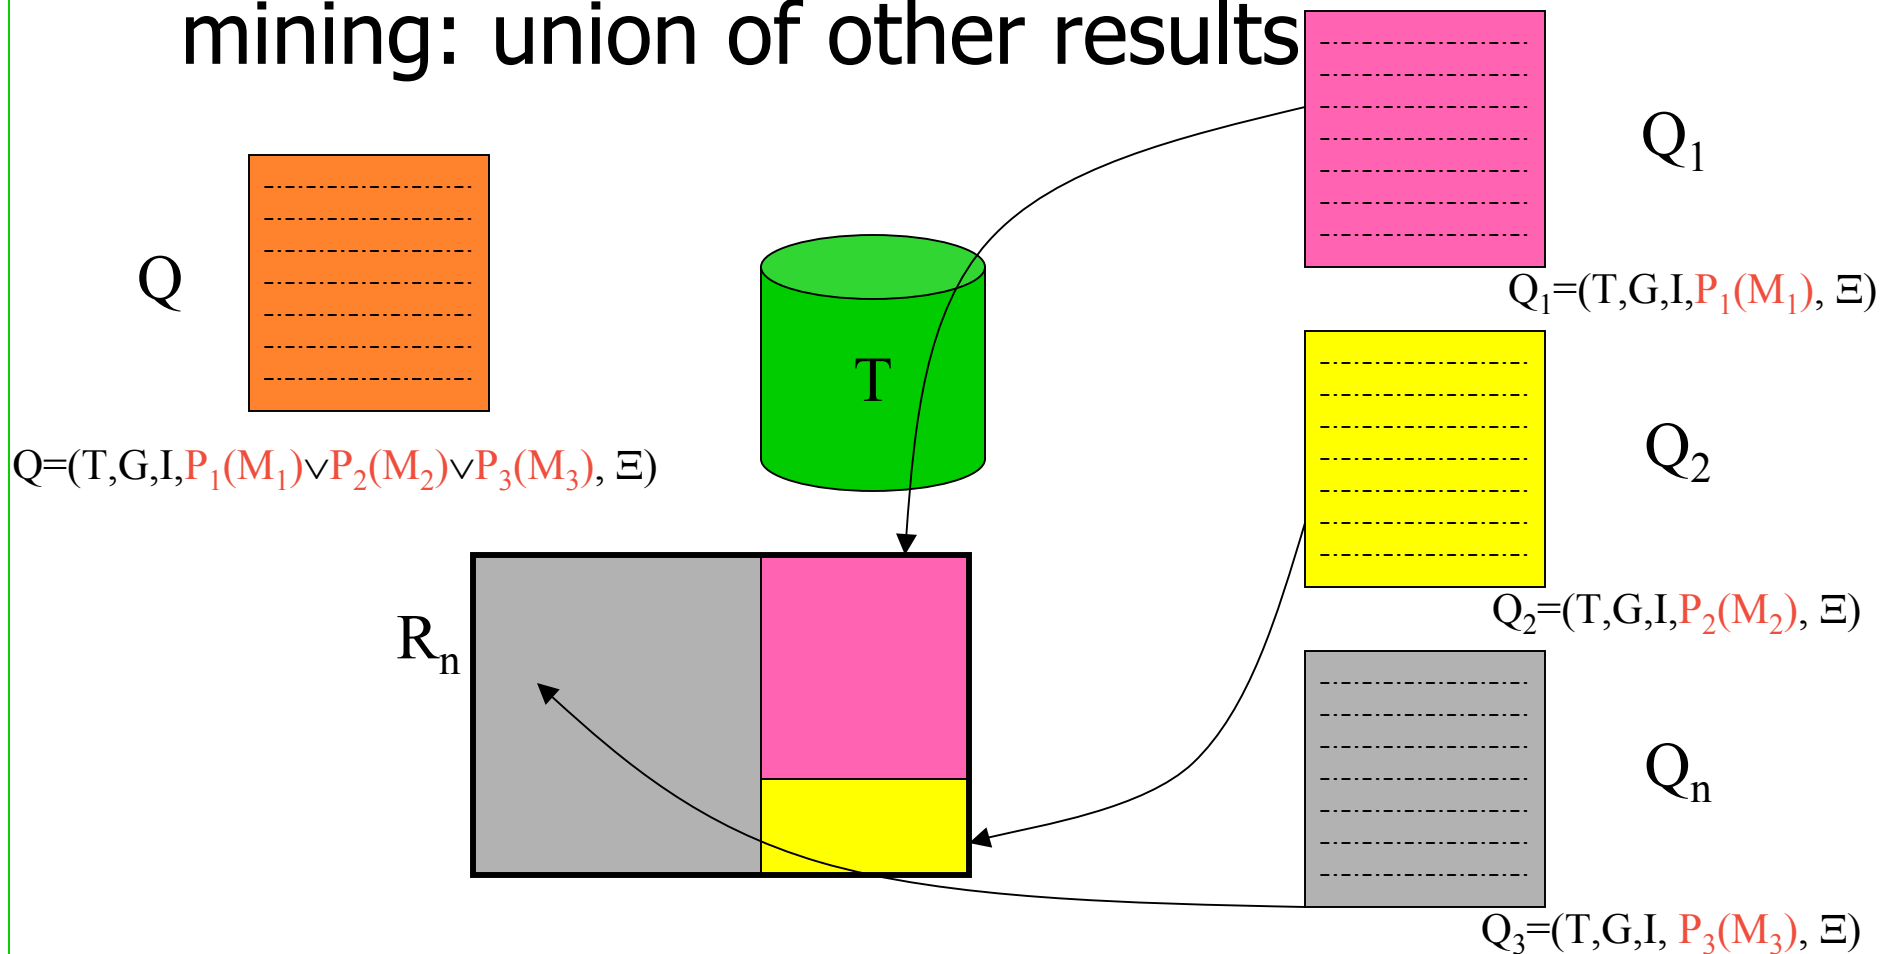 mining: union of other results
Q₁
Q
Q₁=(T,G,I,P₁(M₁), Ξ)
T
Q₂
Q=(T,G,I,P₁(M₁)∨P₂(M₂)∨P₃(M₃), Ξ)
Q₂=(T,G,I,P₂(M₂), Ξ)
Rₙ
Qₙ
Q₃=(T,G,I, P₃(M₃), Ξ)